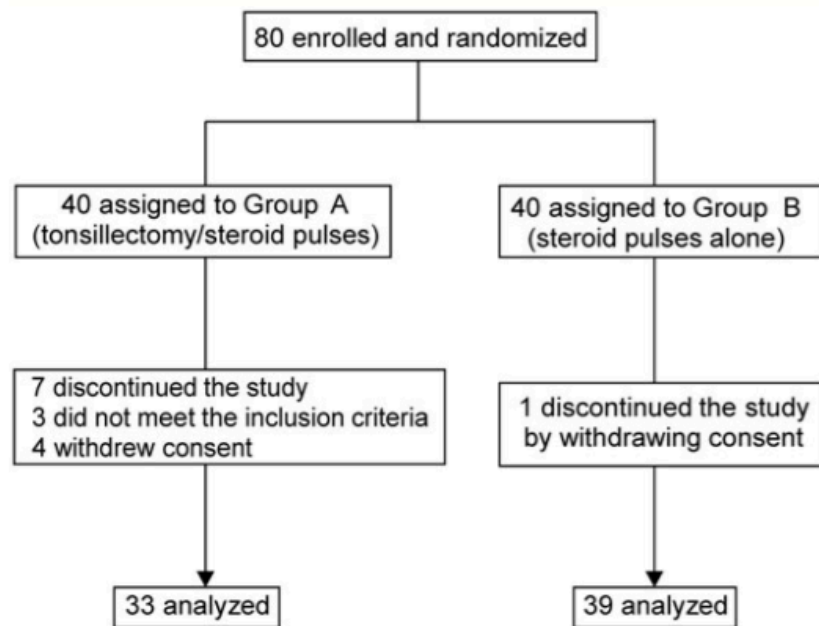 80 enrolled and randomized
40 assigned to Group A
(tonsillectomy/steroid pulses)
40 assigned to Group B
(steroid pulses alone)
7 discontinued the study
3 did not meet the inclusion criteria
4 withdrew consent
1 discontinued the study
by withdrawing consent
33 analyzed
39 analyzed